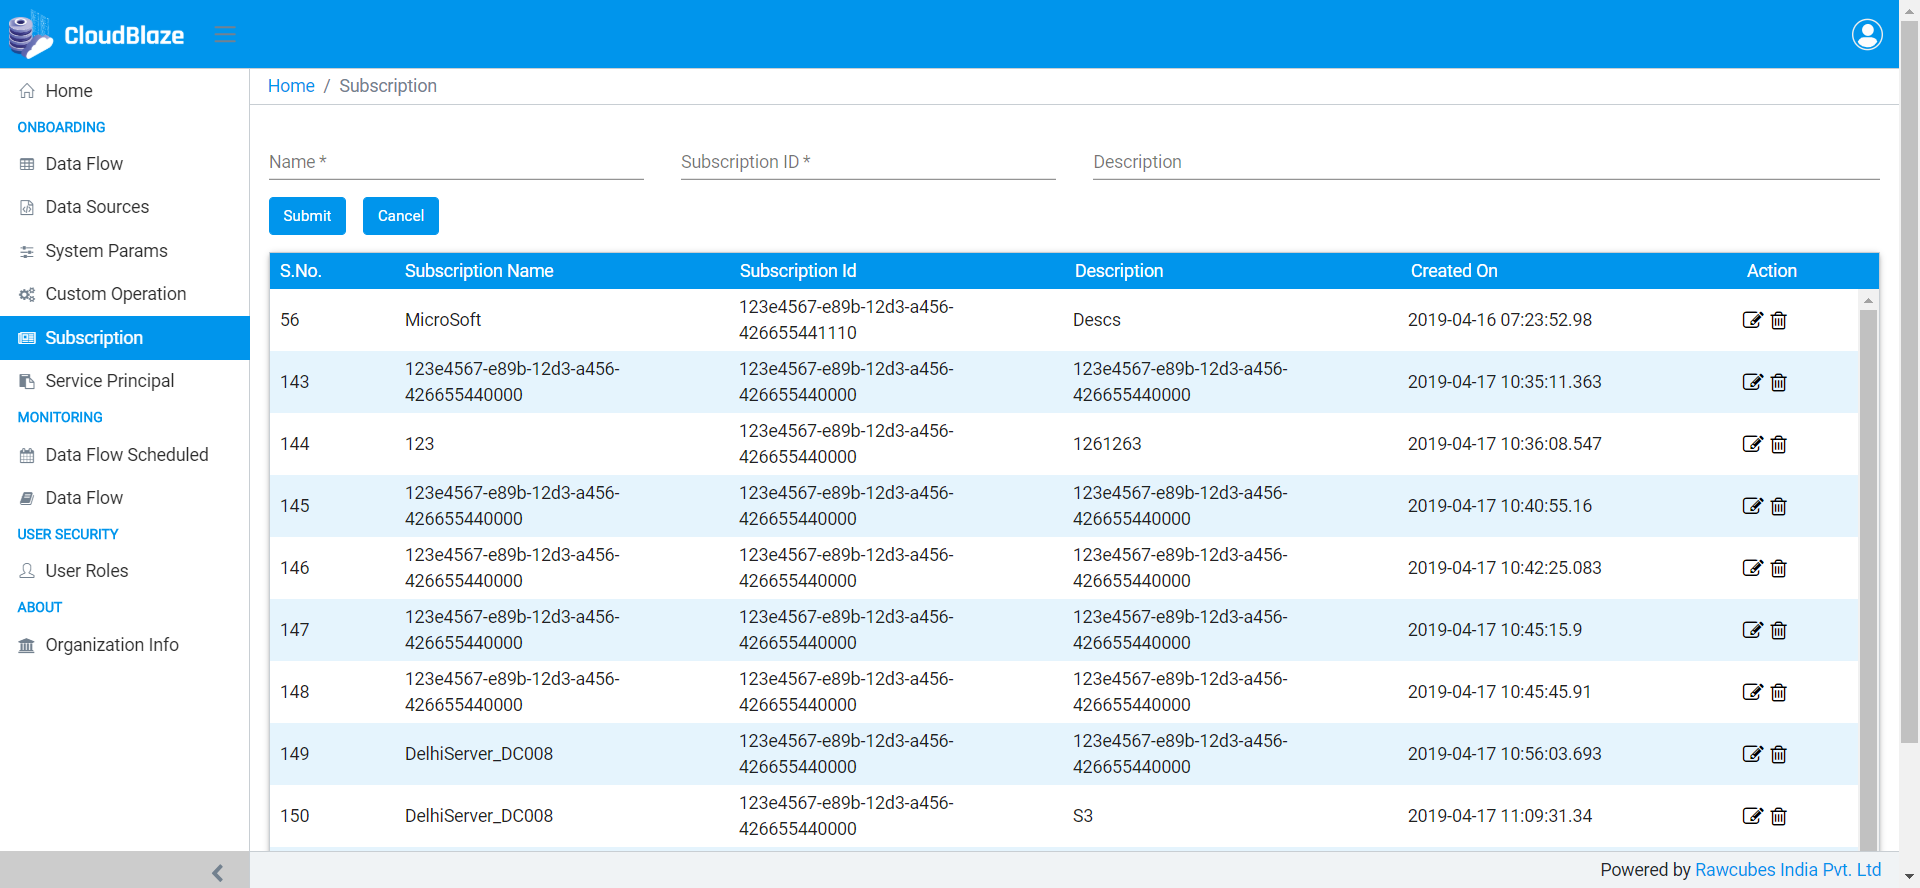 CloudBlaze
Home
ONBOARDING
Data Flow
Data Sources
System Params
Custom Operation
Subscription
Service Principal
MONITORING
Data Flow Scheduled
Data Flow
USER SECURITY
User Roles
ABOUT
Organization Info
Home / Subscription
Name * Subscription ID * Description
Submit Cancel
S.No. Subscription Name Subscription Id Description Created On Action
56 MicroSoft 123e4567-e89b-12d3-a456-426655441110 Descs 2019-04-16 07:23:52.98
143 123e4567-e89b-12d3-a456-426655440000 123e4567-e89b-12d3-a456-426655440000 123e4567-e89b-12d3-a456-426655440000 2019-04-17 10:35:11.363
144 123 123e4567-e89b-12d3-a456-426655440000 1261263 2019-04-17 10:36:08.547
145 123e4567-e89b-12d3-a456-426655440000 123e4567-e89b-12d3-a456-426655440000 123e4567-e89b-12d3-a456-426655440000 2019-04-17 10:40:55.16
146 123e4567-e89b-12d3-a456-426655440000 123e4567-e89b-12d3-a456-426655440000 123e4567-e89b-12d3-a456-426655440000 2019-04-17 10:42:25.083
147 123e4567-e89b-12d3-a456-426655440000 123e4567-e89b-12d3-a456-426655440000 123e4567-e89b-12d3-a456-426655440000 2019-04-17 10:45:15.9
148 123e4567-e89b-12d3-a456-426655440000 123e4567-e89b-12d3-a456-426655440000 123e4567-e89b-12d3-a456-426655440000 2019-04-17 10:45:45.91
149 DelhiServer_DC008 123e4567-e89b-12d3-a456-426655440000 123e4567-e89b-12d3-a456-426655440000 2019-04-17 10:56:03.693
150 DelhiServer_DC008 123e4567-e89b-12d3-a456-426655440000 S3 2019-04-17 11:09:31.34
Powered by Rawcubes India Pvt. Ltd